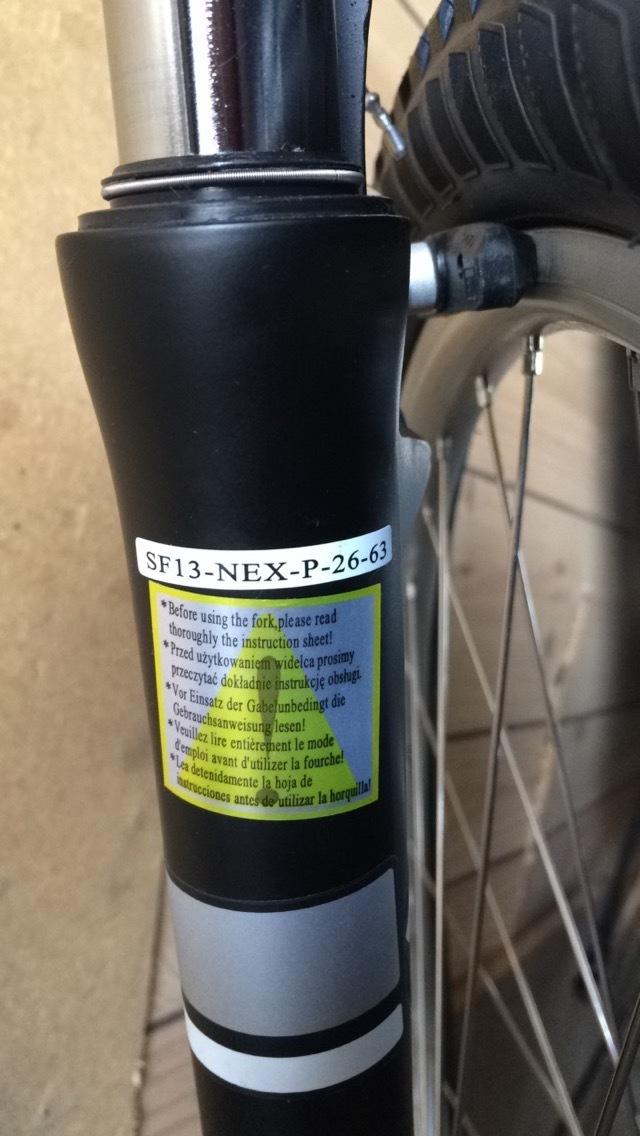 SF13-NEX-P-26-63
*Before using the fork,please read
thoroughly the instruction sheet!
*Przed użytkowaniem widelca prosimy
przeczytać dokładnie instrukcję obsługi.
*Vor Einsatz der Gabel unbedingt die
Gebrauchsanweisung lesen!
*Veuillez lire entièrement le mode
d'emploi avant d'utilizer la fourche!
*Lea detenidamente la hoja de
instrucciones antes de utilizar la horquilla!